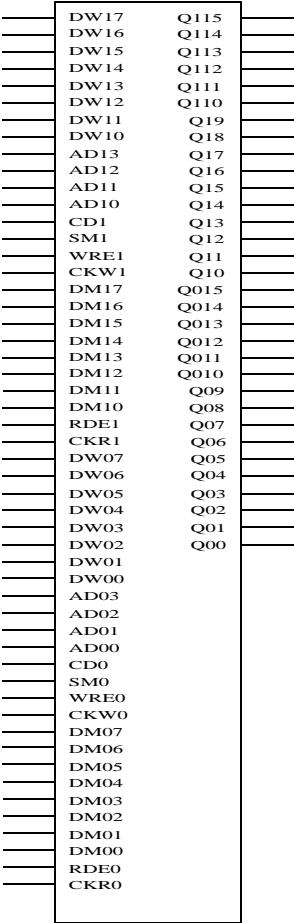 DW17 Q115
DW16 Q114
DW15 Q113
DW14 Q112
DW13 Q111
DW12 Q110
DW11 Q19
DW10 Q18
AD13 Q17
AD12 Q16
AD11 Q15
AD10 Q14
CD1 Q13
SM1 Q12
WRE1 Q11
CKW1 Q10
DM17 Q015
DM16 Q014
DM15 Q013
DM14 Q012
DM13 Q011
DM12 Q010
DM11 Q09
DM10 Q08
RDE1 Q07
CKR1 Q06
DW07 Q05
DW06 Q04
DW05 Q03
DW04 Q02
DW03 Q01
DW02 Q00
DW01
DW00
AD03
AD02
AD01
AD00
CD0
SM0
WRE0
CKW0
DM07
DM06
DM05
DM04
DM03
DM02
DM01
DM00
RDE0
CKR0